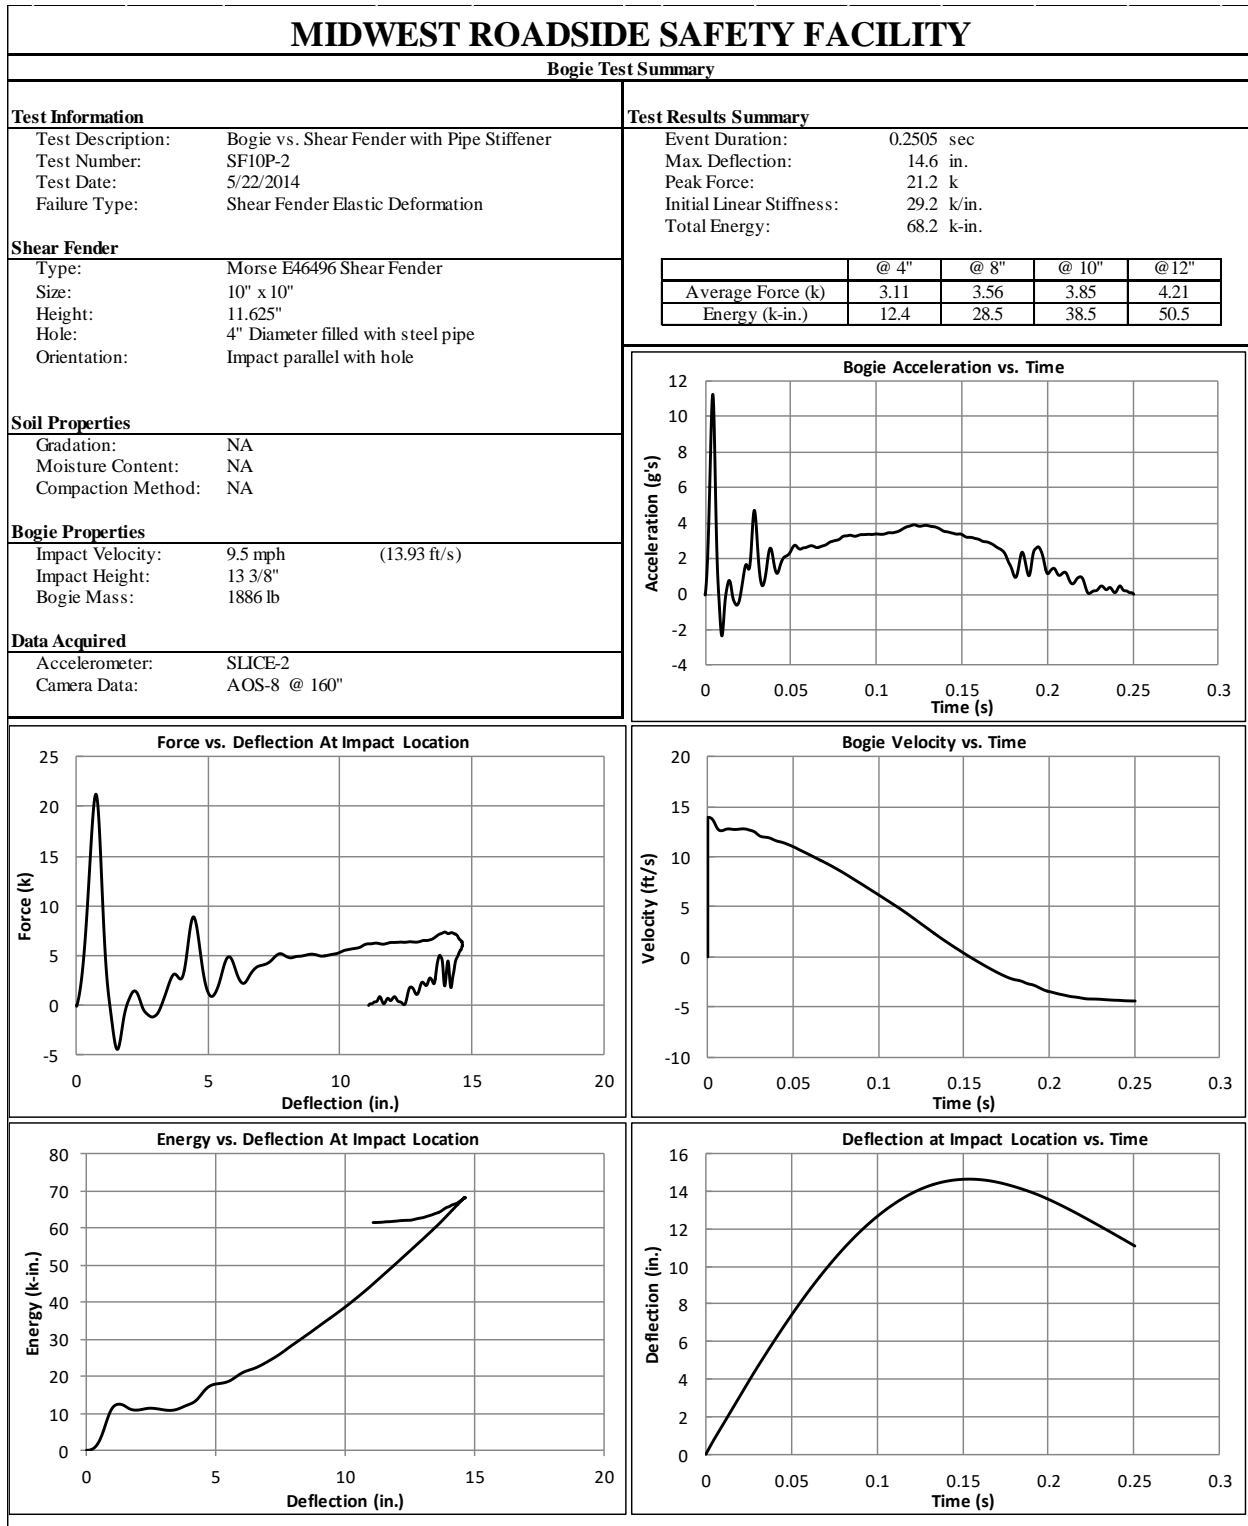 MIDWEST ROADSIDE SAFETY FACILITY
Bogie Test Summary
Test Information
Test Description: Bogie vs. Shear Fender with Pipe Stiffener
Test Number: SF10P-2
Test Date: 5/22/2014
Failure Type: Shear Fender Elastic Deformation
Shear Fender
Type: Morse E46496 Shear Fender
Size: 10" x 10"
Height: 11.625"
Hole: 4" Diameter filled with steel pipe
Orientation: Impact parallel with hole
Soil Properties
Gradation: NA
Moisture Content: NA
Compaction Method: NA
Bogie Properties
Impact Velocity: 9.5 mph (13.93 ft/s)
Impact Height: 13 3/8"
Bogie Mass: 1886 lb
Data Acquired
Accelerometer: SLICE-2
Camera Data: AOS-8 @ 160"
Test Results Summary
Event Duration: 0.2505 sec
Max. Deflection: 14.6 in.
Peak Force: 21.2 k
Initial Linear Stiffness: 29.2 k/in.
Total Energy: 68.2 k-in.
@ 4" @ 8" @ 10" @12"
Average Force (k) 3.11 3.56 3.85 4.21
Energy (k-in.) 12.4 28.5 38.5 50.5
Bogie Acceleration vs. Time
Acceleration (g's)
12
10
8
6
4
2
0
-2
-4
0 0.05 0.1 0.15 0.2 0.25 0.3
Time (s)
Force vs. Deflection At Impact Location
Force (k)
25
20
15
10
5
0
-5
0 5 10 15 20
Deflection (in.)
Bogie Velocity vs. Time
Velocity (ft/s)
20
15
10
5
0
-5
-10
0 0.05 0.1 0.15 0.2 0.25 0.3
Time (s)
Energy vs. Deflection At Impact Location
Energy (k-in.)
80
70
60
50
40
30
20
10
0
0 5 10 15 20
Deflection (in.)
Deflection at Impact Location vs. Time
Deflection (in.)
16
14
12
10
8
6
4
2
0
0 0.05 0.1 0.15 0.2 0.25 0.3
Time (s)